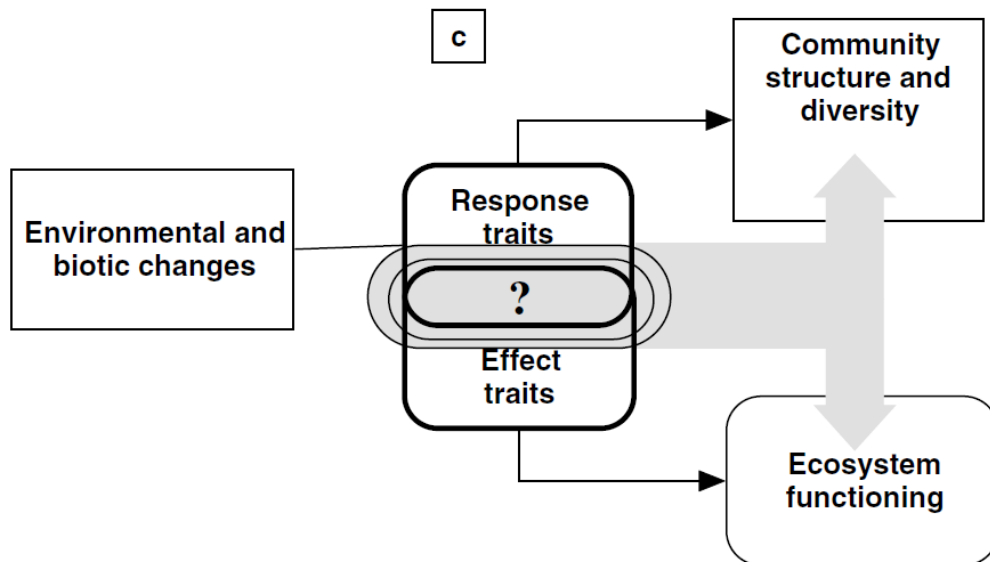 c
Community
structure and
diversity
Environmental and
biotic changes
Response
traits
?
Effect
traits
Ecosystem
functioning